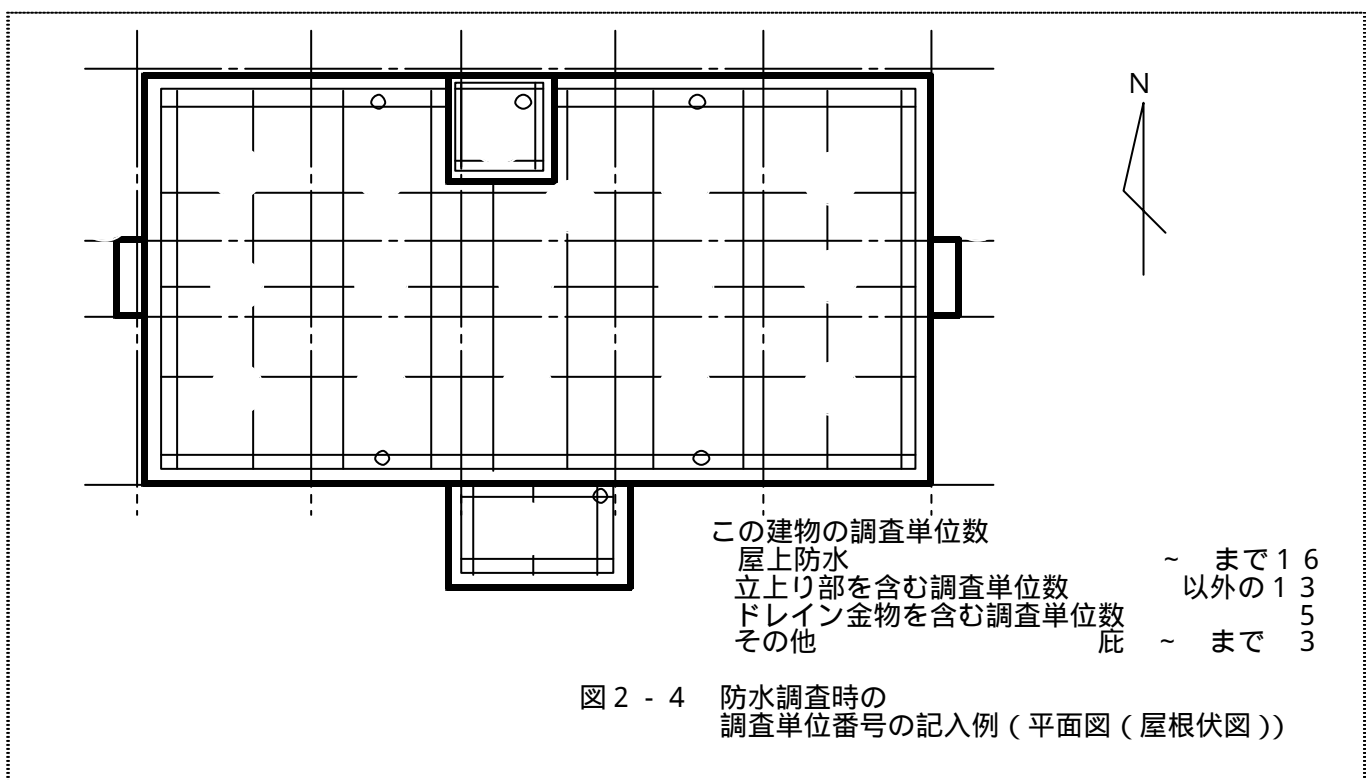 N
この建物の調査単位数
屋上防水 ~ まで16
立上り部を含む調査単位数 以外の13
ドレイン金物を含む調査単位数 5
その他 庇 ~ まで 3
図2-4 防水調査時の
調査単位番号の記入例(平面図(屋根伏図))